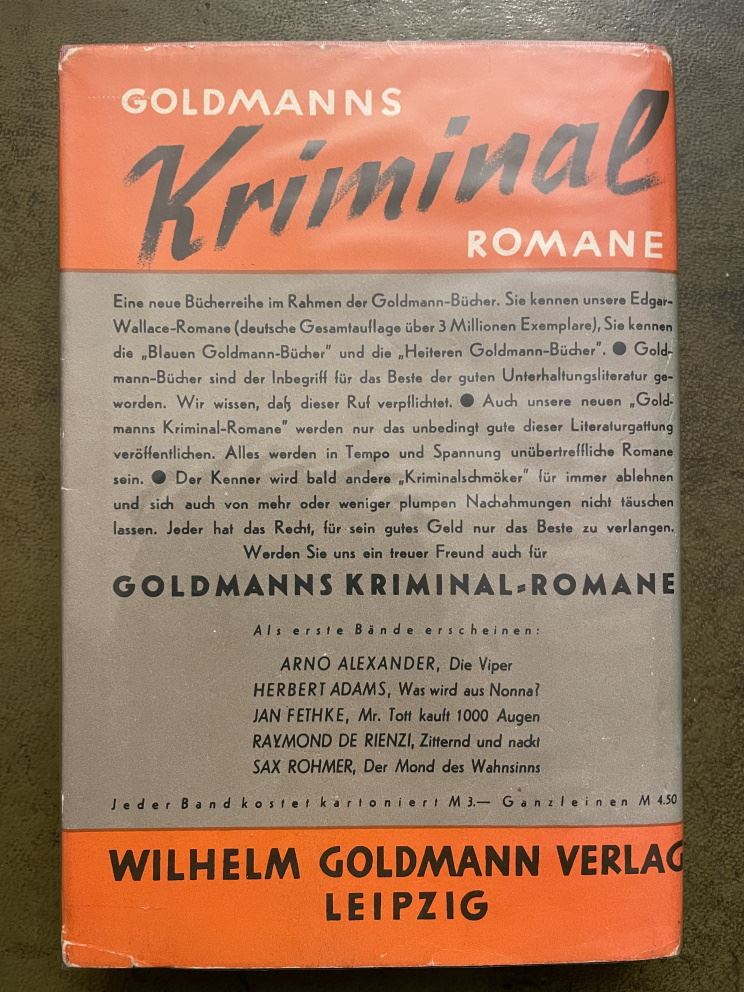 GOLDMANNS
Kriminal
ROMANE
Eine neue Bücherreihe im Rahmen der Goldmann-Bücher. Sie kennen unsere Edgar-
Wallace-Romane (deutsche Gesamtauflage über 3 Millionen Exemplare), Sie kennen
die „Blauen Goldmann-Bücher" und die „Heiteren Goldmann-Bücher". ● Gold-
mann-Bücher sind der Inbegriff für das Beste der guten Unterhaltungsliteratur ge-
worden. Wir wissen, daß dieser Ruf verpflichtet. ● Auch unsere neuen „Gold-
manns Kriminal-Romane" werden nur das unbedingt gute dieser Literaturgattung
veröffentlichen. Alles werden in Tempo und Spannung unübertreffliche Romane
sein. ● Der Kenner wird bald andere „Kriminalschmöker" für immer ablehnen
und sich auch von mehr oder weniger plumpen Nachahmungen nicht täuschen
lassen. Jeder hat das Recht, für sein gutes Geld nur das Beste zu verlangen.
Werden Sie uns ein treuer Freund auch für
GOLDMANNS KRIMINAL-ROMANE
Als erste Bände erscheinen:
ARNO ALEXANDER, Die Viper
HERBERT ADAMS, Was wird aus Nonna?
JAN FETHKE, Mr. Tott kauft 1000 Augen
RAYMOND DE RIENZI, Zitternd und nackt
SAX ROHMER, Der Mond des Wahnsinns
Jeder Band kostet kartoniert M 3.— Ganzleinen M 4.50
WILHELM GOLDMANN VERLAG
LEIPZIG